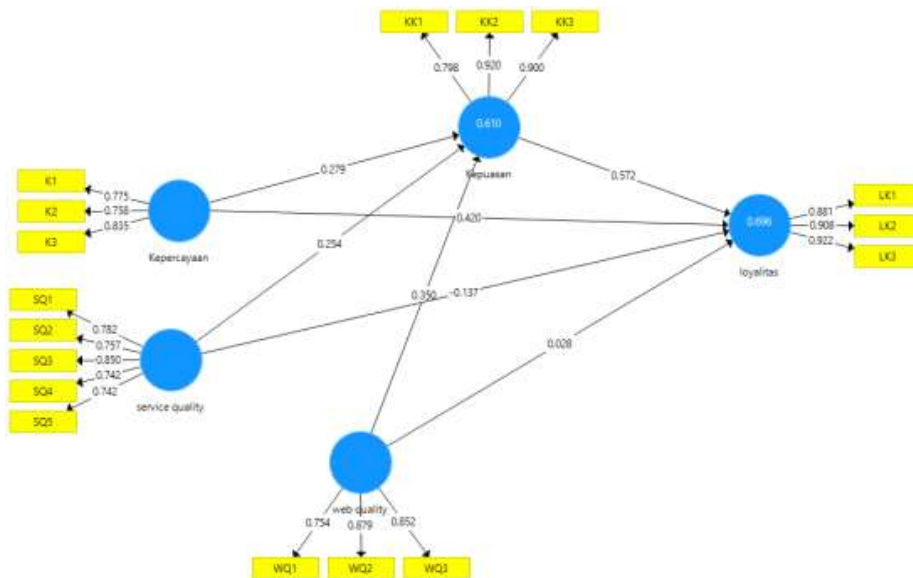 KK1 KK2 KK3
0.798 0.920 0.900
0.610
Kepuasan
K1
K2
K3
0.775
0.758
0.835
Kepercayaan
0.279
0.572
0.420
0.254
0.350
-0.137
0.028
0.696
loyalitas
0.881
0.908
0.922
LK1
LK2
LK3
SQ1
SQ2
SQ3
SQ4
SQ5
0.782
0.757
0.850
0.742
0.742
service quality
web quality
0.754 0.879 0.852
WQ1 WQ2 WQ3